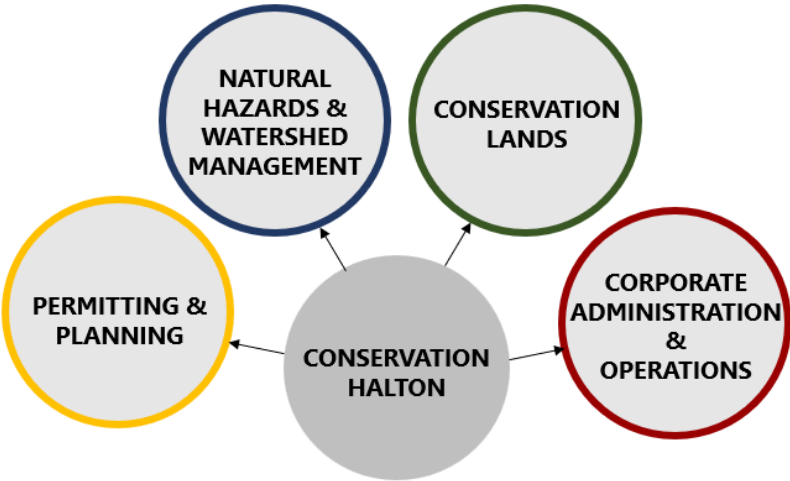 NATURAL
HAZARDS &
WATERSHED
MANAGEMENT
CONSERVATION
LANDS
PERMITTING &
PLANNING
CORPORATE
ADMINISTRATION
&
OPERATIONS
CONSERVATION
HALTON